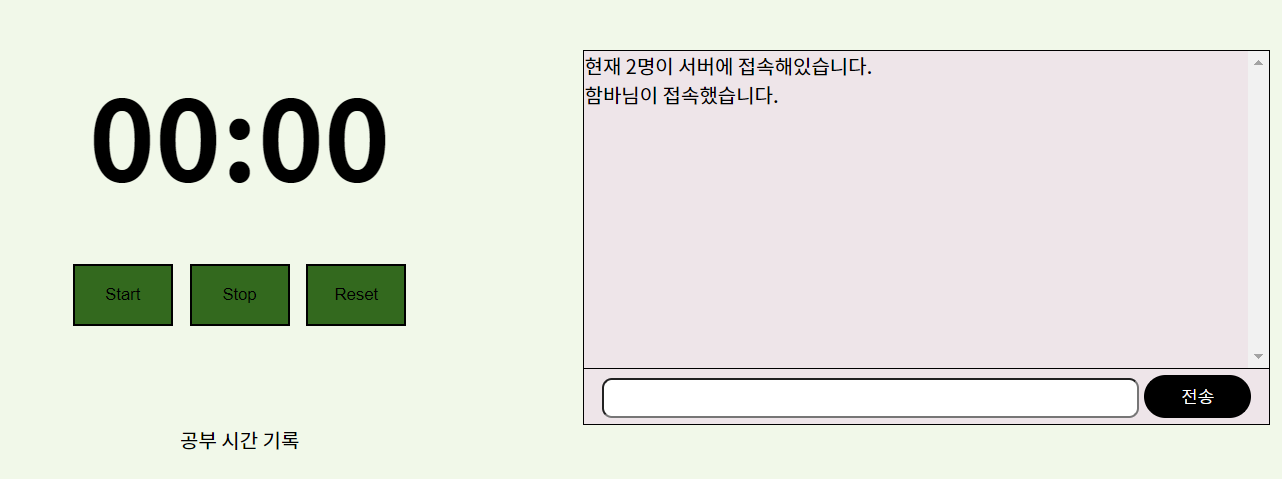 00:00
Start
Stop
Reset
공부 시간 기록
현재 2명이 서버에 접속해있습니다.
함바님이 접속했습니다.
전송